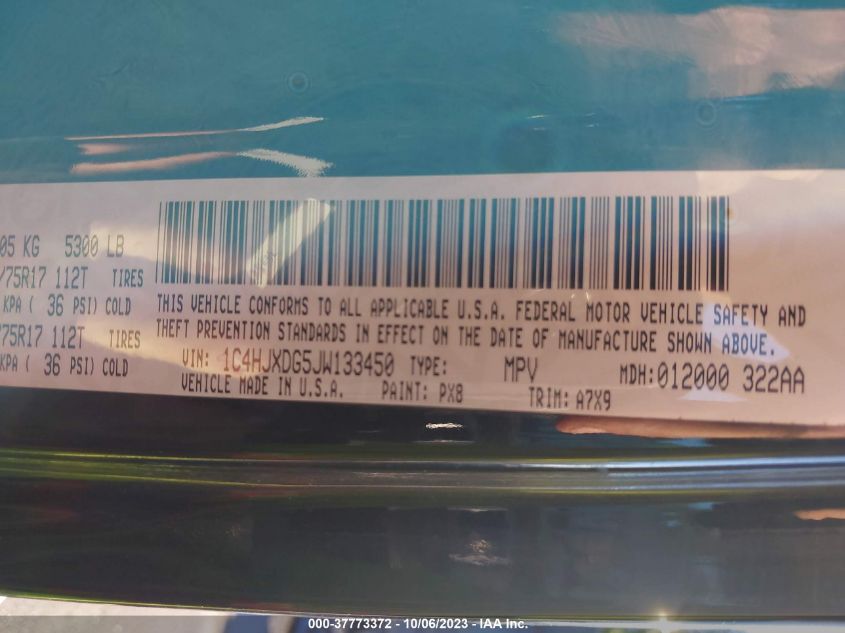 05 KG 5300 LB
/75R17 112T TIRES
KPA ( 36 PSI) COLD
75R17 112T TIRES
KPA ( 36 PSI) COLD
THIS VEHICLE CONFORMS TO ALL APPLICABLE U.S.A. FEDERAL MOTOR VEHICLE SAFETY AND
THEFT PREVENTION STANDARDS IN EFFECT ON THE DATE OF MANUFACTURE SHOWN ABOVE.
VIN: 1C4HJXDG5JW133450 TYPE: MPV MDH:012000 322AA
VEHICLE MADE IN U.S.A. PAINT: PX8 TRIM: A7X9
000-37773372 - 10/06/2023 - IAA Inc.